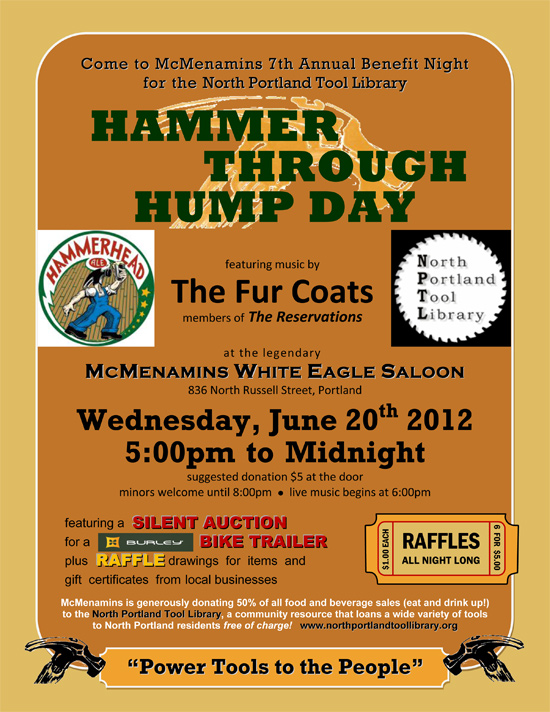 Come to McMenamins 7th Annual Benefit Night
for the North Portland Tool Library
HAMMER
THROUGH
HUMP DAY
HAMMERHEAD
ALE
featuring music by
The Fur Coats
members of The Reservations
North
Portland
Tool
Library
at the legendary
MCMENAMINS WHITE EAGLE SALOON
836 North Russell Street, Portland
Wednesday, June 20th 2012
5:00pm to Midnight
suggested donation $5 at the door
minors welcome until 8:00pm • live music begins at 6:00pm
featuring a SILENT AUCTION
for a BURLEY BIKE TRAILER
plus RAFFLE drawings for items and
gift certificates from local businesses
$1.00 EACH
RAFFLES
ALL NIGHT LONG
6 FOR $5.00
McMenamins is generously donating 50% of all food and beverage sales (eat and drink up!)
to the North Portland Tool Library, a community resource that loans a wide variety of tools
to North Portland residents free of charge! www.northportlandtoollibrary.org
“Power Tools to the People”